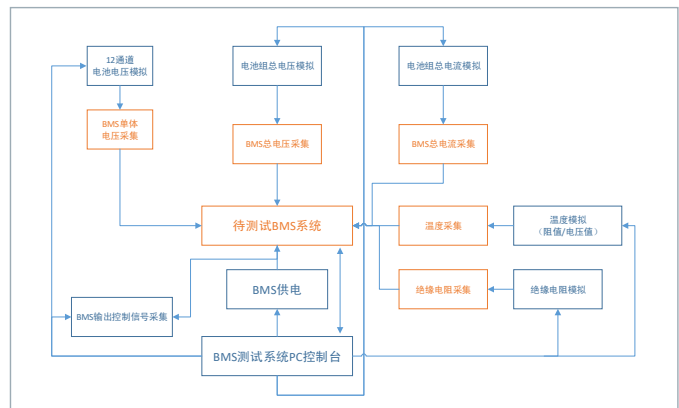 12通道
电池电压模拟
电池组总电压模拟
电池组总电流模拟
BMS单体
电压采集
BMS总电压采集
BMS总电流采集
待测试BMS系统
温度采集
温度模拟
（阻值/电压值）
BMS供电
绝缘电阻采集
绝缘电阻模拟
BMS输出控制信号采集
BMS测试系统PC控制台